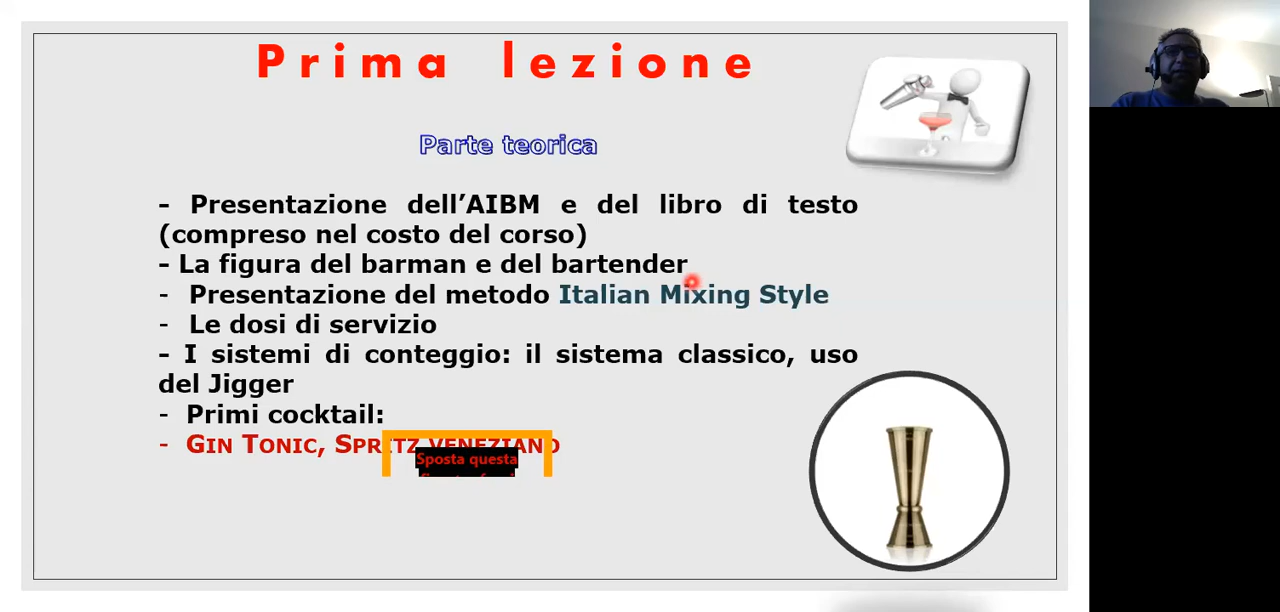 Prima lezione
Parte teorica
- Presentazione dell’AIBM e del libro di testo
(compreso nel costo del corso)
- La figura del barman e del bartender
- Presentazione del metodo Italian Mixing Style
- Le dosi di servizio
- I sistemi di conteggio: il sistema classico, uso
del Jigger
- Primi cocktail:
- GIN TONIC, SPRITZ VENEZIANO
Sposta questa